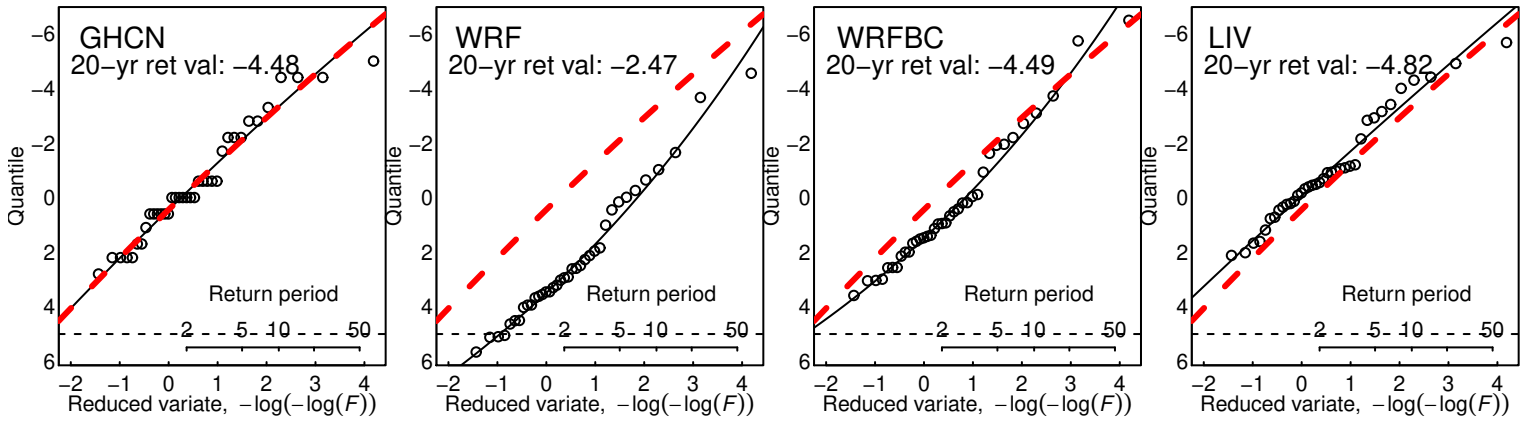 GHCN
20−yr ret val: −4.48
Quantile
−6
−4
−2
0
2
4
6
Return period
2 5 10 50
−2 −1 0 1 2 3 4
Reduced variate, −log(−log(F))
WRF
20−yr ret val: −2.47
Quantile
−6
−4
−2
0
2
4
6
Return period
2 5 10 50
−2 −1 0 1 2 3 4
Reduced variate, −log(−log(F))
WRFBC
20−yr ret val: −4.49
Quantile
−6
−4
−2
0
2
4
6
Return period
2 5 10 50
−2 −1 0 1 2 3 4
Reduced variate, −log(−log(F))
LIV
20−yr ret val: −4.82
Quantile
−6
−4
−2
0
2
4
6
Return period
2 5 10 50
−2 −1 0 1 2 3 4
Reduced variate, −log(−log(F))